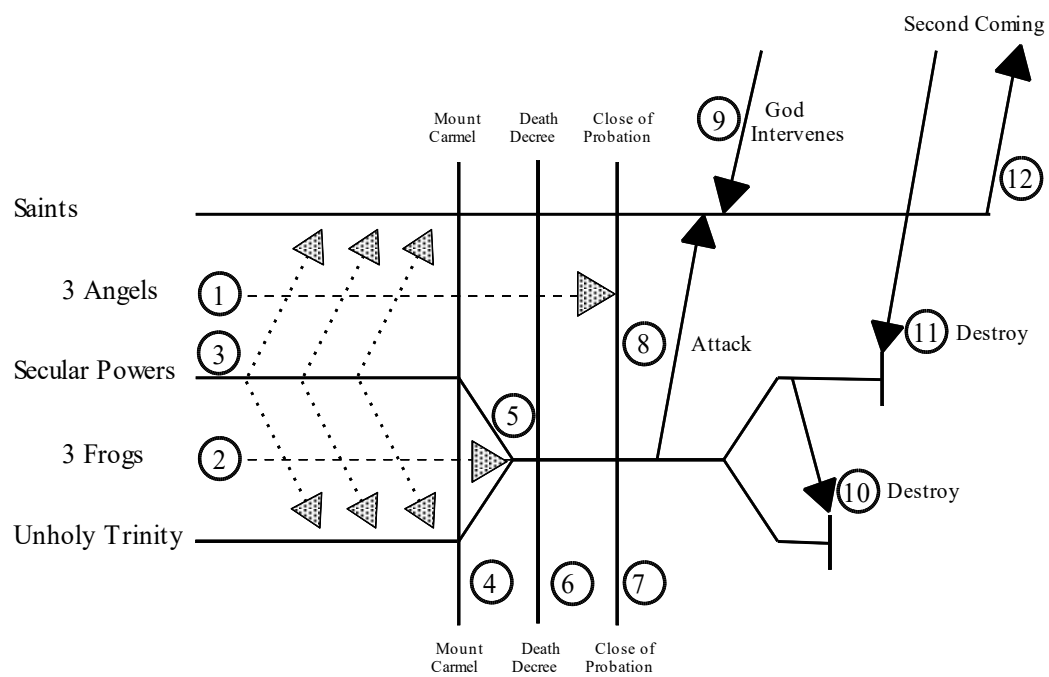 Second Coming
Mount
Carmel
Death
Decree
Close of
Probation
9
God
Intervenes
12
Saints
3 Angels
1
3
8
Attack
11
Destroy
Secular Powers
5
3 Frogs
2
10
Destroy
Unholy Trinity
4
6
7
Mount
Carmel
Death
Decree
Close of
Probation